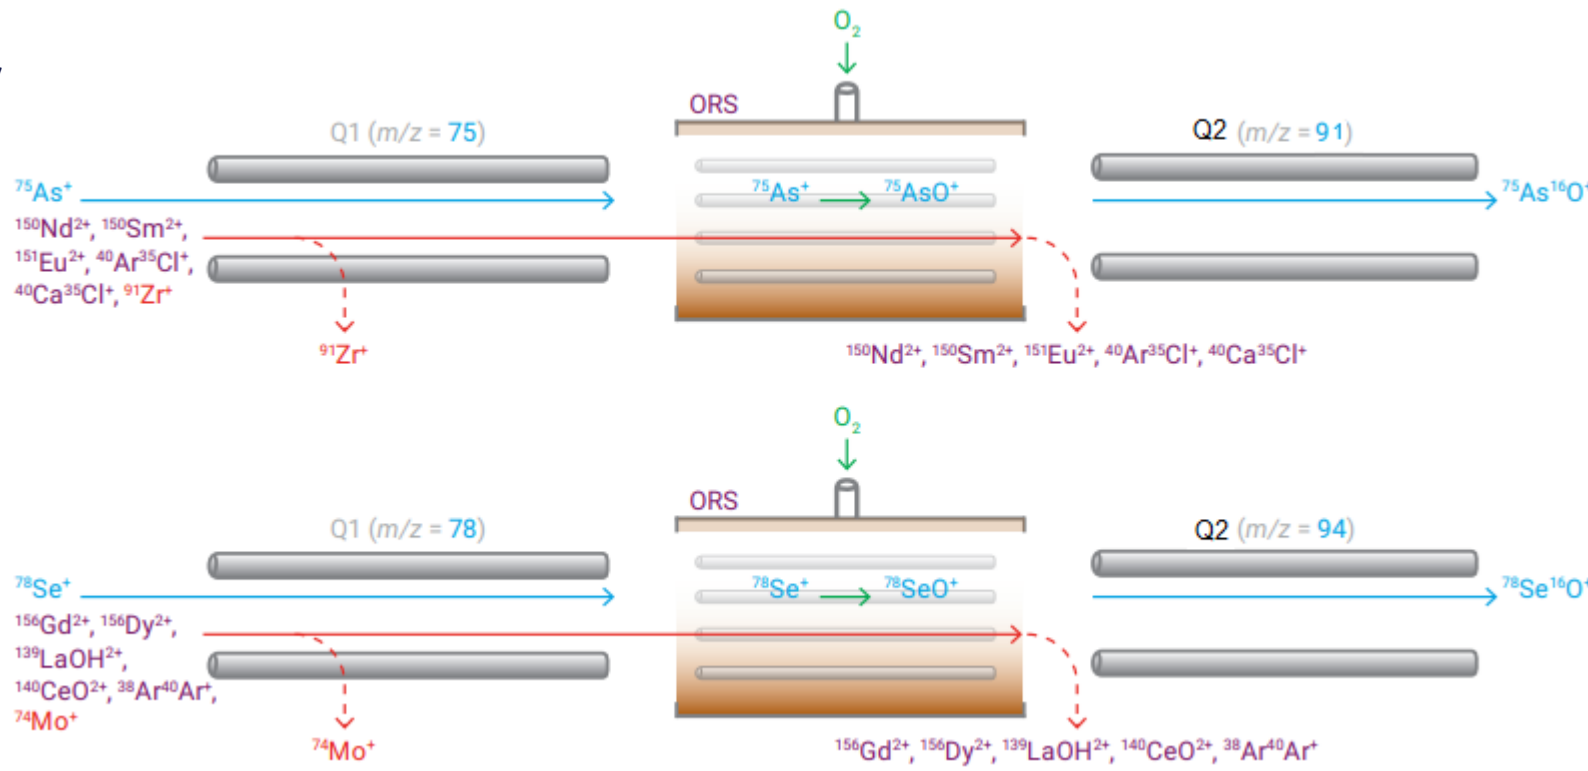 O₂
ORS
Q1 (m/z = 75)
Q2 (m/z = 91)
⁷⁵As⁺
⁷⁵As⁺
⁷⁵AsO⁺
⁷⁵As¹⁶O⁺
¹⁵⁰Nd²⁺, ¹⁵⁰Sm²⁺,
¹⁵¹Eu²⁺, ⁴⁰Ar³⁵Cl⁺,
⁴⁰Ca³⁵Cl⁺, ⁹¹Zr⁺
⁹¹Zr⁺
¹⁵⁰Nd²⁺, ¹⁵⁰Sm²⁺, ¹⁵¹Eu²⁺, ⁴⁰Ar³⁵Cl⁺, ⁴⁰Ca³⁵Cl⁺
O₂
ORS
Q1 (m/z = 78)
Q2 (m/z = 94)
⁷⁸Se⁺
⁷⁸Se⁺
⁷⁸SeO⁺
⁷⁸Se¹⁶O⁺
¹⁵⁶Gd²⁺, ¹⁵⁶Dy²⁺,
¹³⁹LaOH²⁺,
¹⁴⁰CeO²⁺, ³⁸Ar⁴⁰Ar⁺,
⁷⁴Mo⁺
⁷⁴Mo⁺
¹⁵⁶Gd²⁺, ¹⁵⁶Dy²⁺, ¹³⁹LaOH²⁺, ¹⁴⁰CeO²⁺, ³⁸Ar⁴⁰Ar⁺